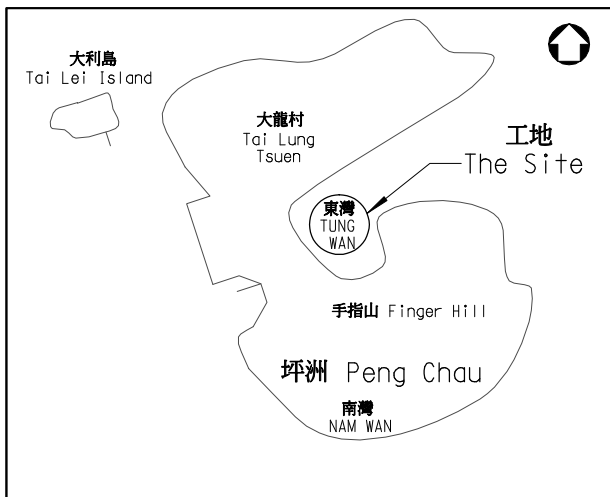 大利島
Tai Lei Island
大龍村
Tai Lung
Tsuen
工地
The Site
東灣
TUNG
WAN
手指山 Finger Hill
坪洲 Peng Chau
南灣
NAM WAN